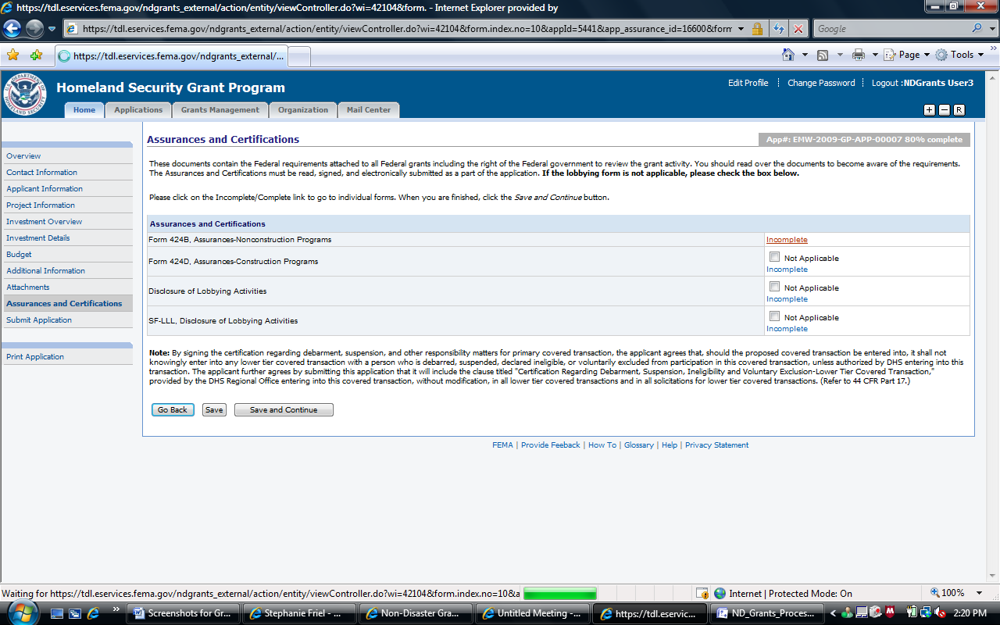 https://tdl.eservices.fema.gov/ndgrants_external/action/entity/viewController.do?wi=42104&form. - Internet Explorer provided by
https://tdl.eservices.fema.gov/ndgrants_external/action/entity/viewController.do?wi=42104&form.index.no=10&appId=5441&app_assurance_id=16600&form
Google
https://tdl.eservices.fema.gov/ndgrants_external/...
Page Tools
Homeland Security Grant Program
Edit Profile Change Password Logout :NDGrants User3
Home Applications Grants Management Organization Mail Center
+ − R
Overview
Contact Information
Applicant Information
Project Information
Investment Overview
Investment Details
Budget
Additional Information
Attachments
Assurances and Certifications
Submit Application
Print Application
Assurances and Certifications
App#: EMW-2009-GP-APP-00007 80% complete
These documents contain the Federal requirements attached to all Federal grants including the right of the Federal government to review the grant activity. You should read over the documents to become aware of the requirements.
The Assurances and Certifications must be read, signed, and electronically submitted as a part of the application. If the lobbying form is not applicable, please check the box below.
Please click on the Incomplete/Complete link to go to individual forms. When you are finished, click the Save and Continue button.
Assurances and Certifications
Form 424B, Assurances-Nonconstruction Programs
Incomplete
Form 424D, Assurances-Construction Programs
Not Applicable
Incomplete
Disclosure of Lobbying Activities
Not Applicable
Incomplete
SF-LLL, Disclosure of Lobbying Activities
Not Applicable
Incomplete
Note: By signing the certification regarding debarment, suspension, and other responsibility matters for primary covered transaction, the applicant agrees that, should the proposed covered transaction be entered into, it shall not
knowingly enter into any lower tier covered transaction with a person who is debarred, suspended, declared ineligible, or voluntarily excluded from participation in this covered transaction, unless authorized by DHS entering into this
transaction. The applicant further agrees by submitting this application that it will include the clause titled "Certification Regarding Debarment, Suspension, Ineligibility and Voluntary Exclusion-Lower Tier Covered Transaction,"
provided by the DHS Regional Office entering into this covered transaction, without modification, in all lower tier covered transactions and in all solicitations for lower tier covered transactions. (Refer to 44 CFR Part 17.)
Go Back Save Save and Continue
FEMA | Provide Feeback | How To | Glossary | Help | Privacy Statement
Waiting for https://tdl.eservices.fema.gov/ndgrants_external/action/entity/viewController.do?wi=42104&form.index.no=10&a
Internet | Protected Mode: On
100%
Screenshots for Gr...
Stephanie Friel - ...
Non-Disaster Gra...
Untitled Meeting -...
https://tdl.eservic...
ND_Grants_Proces...
2:20 PM